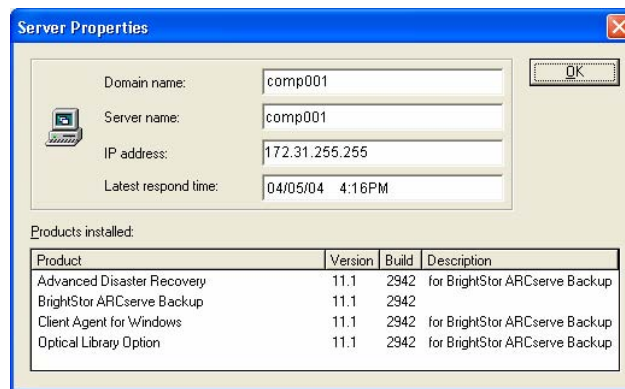 Server Properties
OK
Domain name: comp001
Server name: comp001
IP address: 172.31.255.255
Latest respond time: 04/05/04 4:16PM
Products installed:
Product Version Build Description
Advanced Disaster Recovery 11.1 2942 for BrightStor ARCserve Backup
BrightStor ARCserve Backup 11.1 2942
Client Agent for Windows 11.1 2942 for BrightStor ARCserve Backup
Optical Library Option 11.1 2942 for BrightStor ARCserve Backup